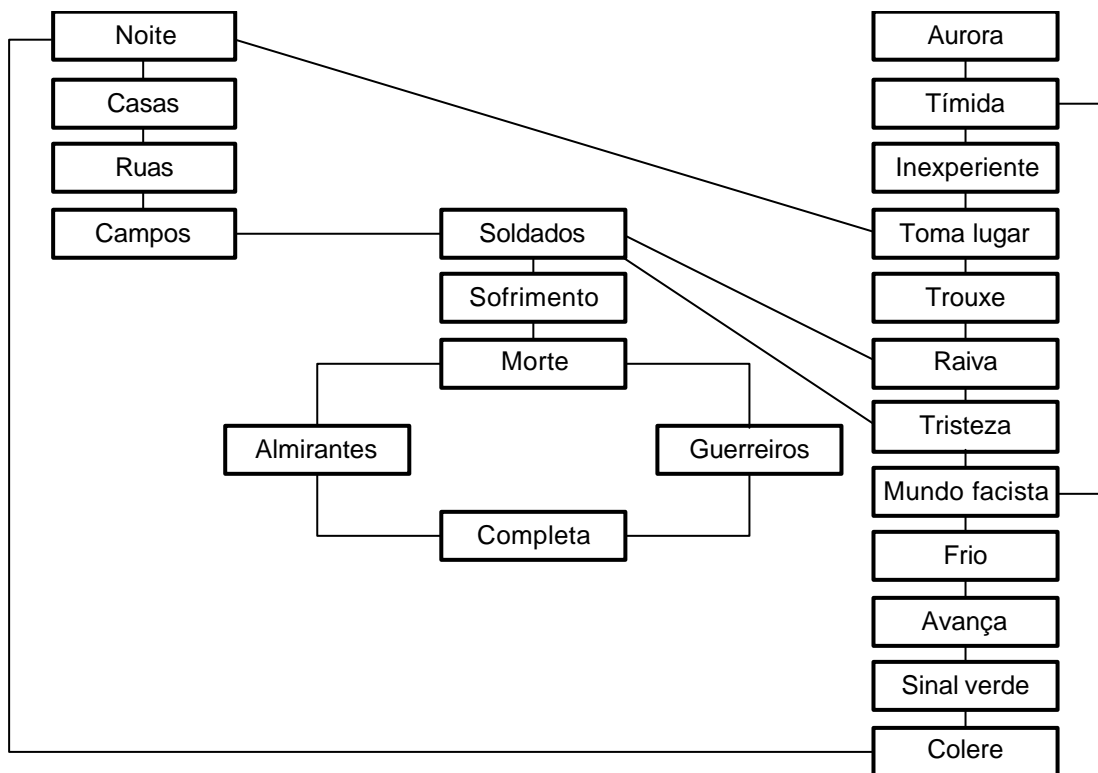 Noite
Casas
Ruas
Campos
Soldados
Sofrimento
Morte
Almirantes
Guerreiros
Completa
Aurora
Tímida
Inexperiente
Toma lugar
Trouxe
Raiva
Tristeza
Mundo facista
Frio
Avança
Sinal verde
Colere